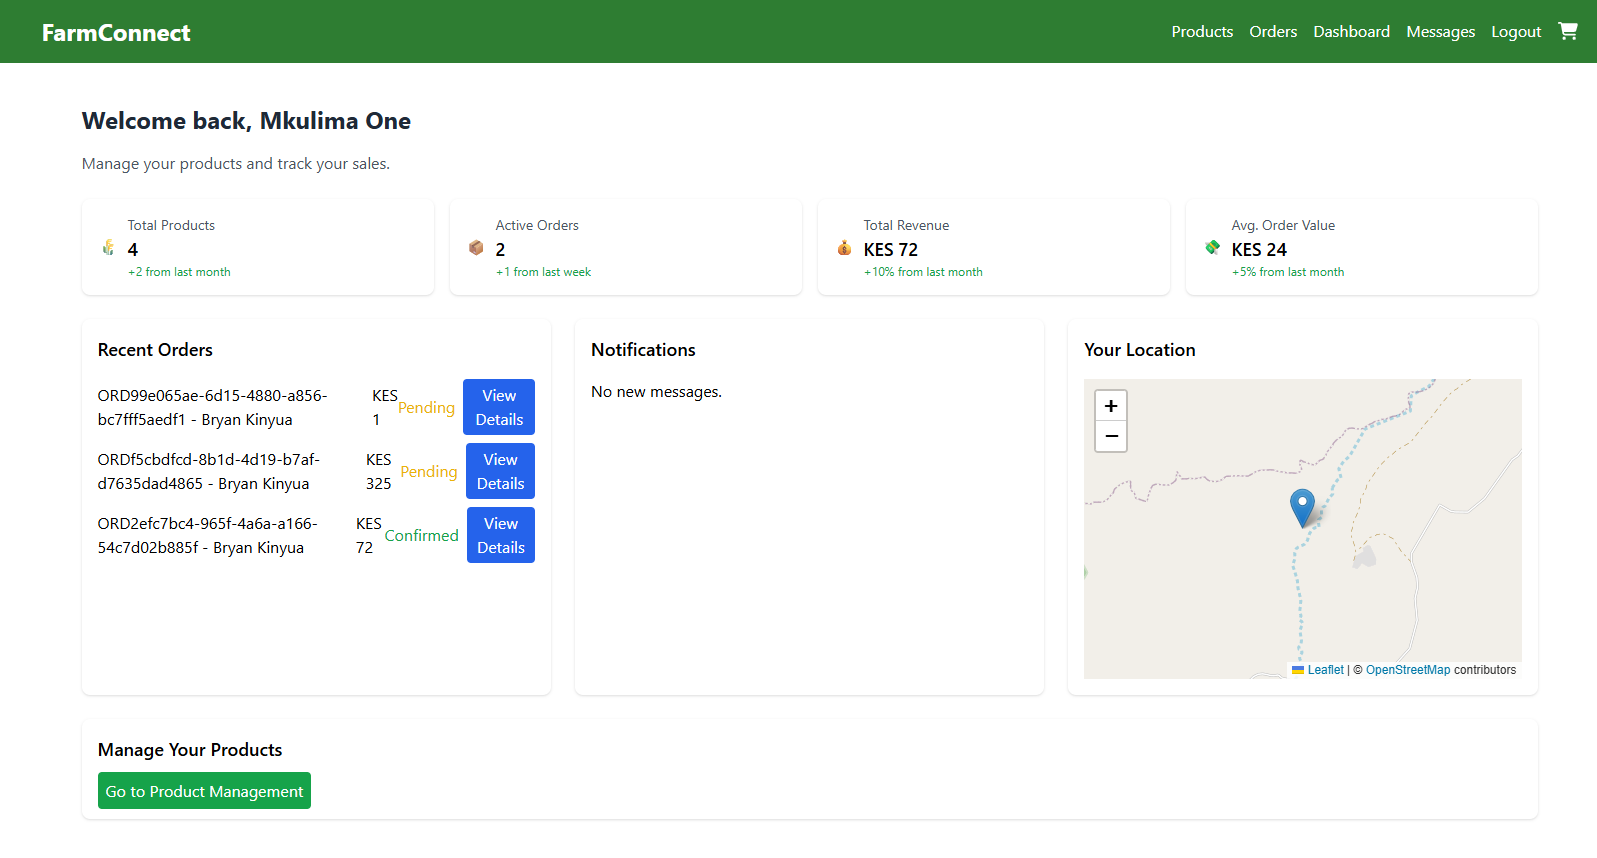 FarmConnect
Products Orders Dashboard Messages Logout
Welcome back, Mkulima One
Manage your products and track your sales.
Total Products
4
+2 from last month
Active Orders
2
+1 from last week
Total Revenue
KES 72
+10% from last month
Avg. Order Value
KES 24
+5% from last month
Recent Orders
ORD99e065ae-6d15-4880-a856-
bc7fff5aedf1 - Bryan Kinyua
KES
1
Pending
View
Details
ORDf5cbdfcd-8b1d-4d19-b7af-
d7635dad4865 - Bryan Kinyua
KES
325
Pending
View
Details
ORD2efc7bc4-965f-4a6a-a166-
54c7d02b885f - Bryan Kinyua
KES
72
Confirmed
View
Details
Notifications
No new messages.
Your Location
+
−
Leaflet | © OpenStreetMap contributors
Manage Your Products
Go to Product Management